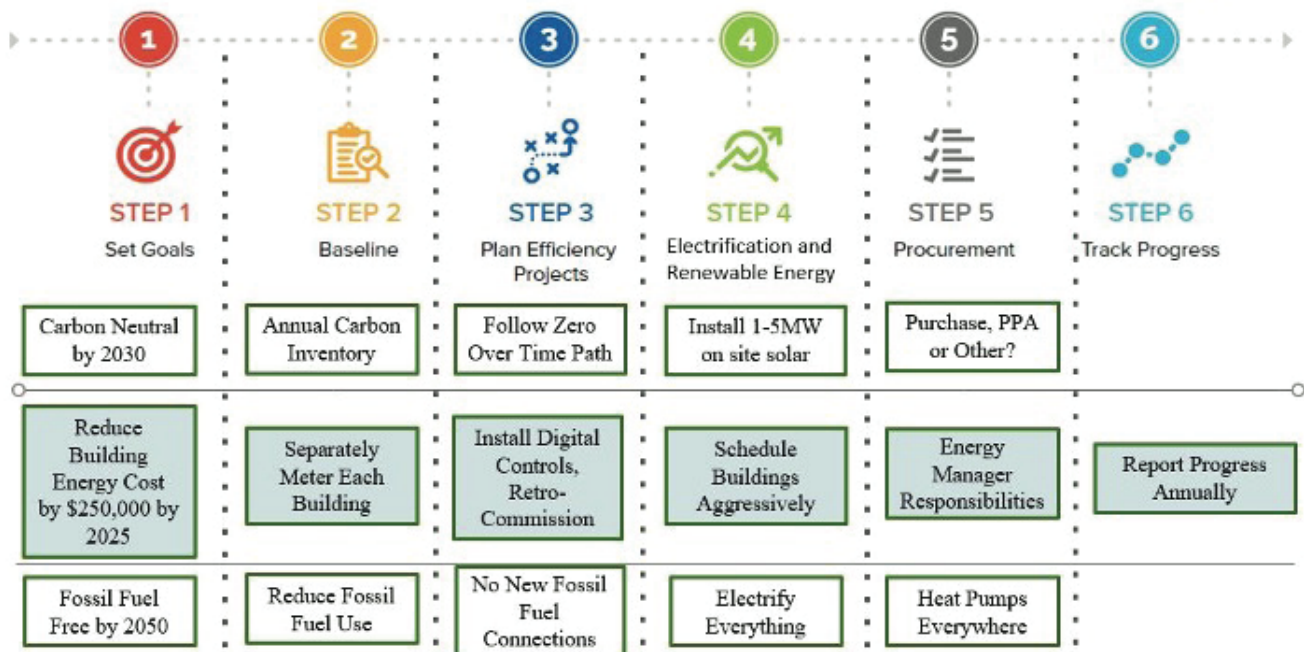 1
2
3
4
5
6
STEP 1
STEP 2
STEP 3
STEP 4
STEP 5
STEP 6
Set Goals
Baseline
Plan Efficiency
Projects
Electrification and
Renewable Energy
Procurement
Track Progress
Carbon Neutral
by 2030
Annual Carbon
Inventory
Follow Zero
Over Time Path
Install 1-5MW
on site solar
Purchase, PPA
or Other?
Reduce
Building
Energy Cost
by $250,000 by
2025
Separately
Meter Each
Building
Install Digital
Controls,
Retro-
Commission
Schedule
Buildings
Aggressively
Energy
Manager
Responsibilities
Report Progress
Annually
Fossil Fuel
Free by 2050
Reduce Fossil
Fuel Use
No New Fossil
Fuel
Connections
Electrify
Everything
Heat Pumps
Everywhere